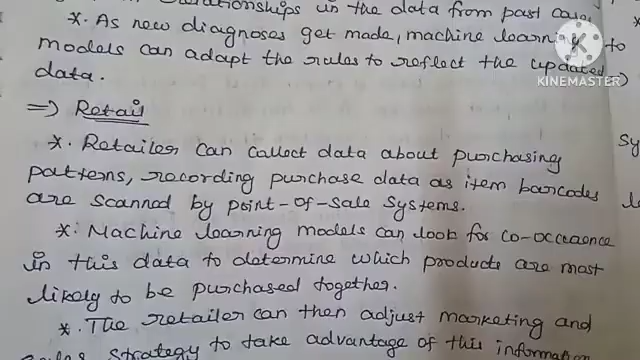 relationships in the data from past cases
*. As new diagnoses get made, machine learning
models can adapt the rules to reflect the updated
data.
⇒ Retail
*. Retailer can collect data about purchasing
patterns, recording purchase data as item barcodes
are scanned by point-of-sale systems.
*. Machine learning models can look for co-occraence
in this data to determine which products are most
likely to be purchased together.
*. The retailer can then adjust marketing and
sales strategy to take advantage of this information
to
Sy
KINEMASTER